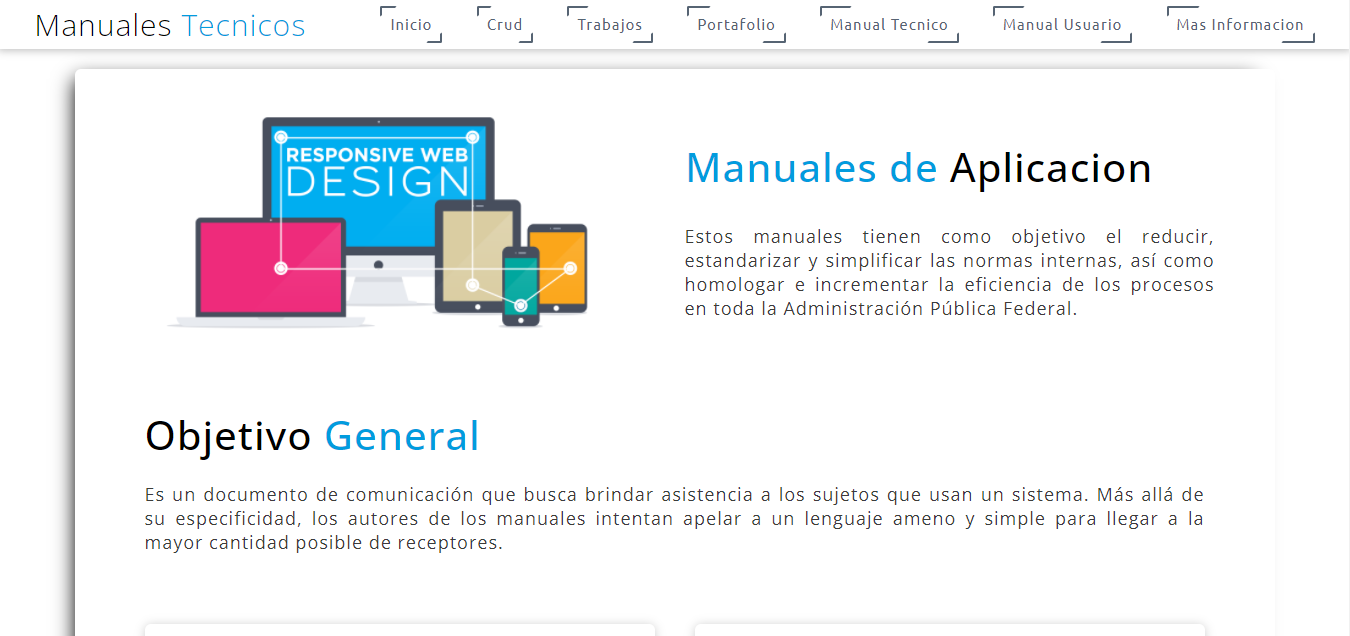 Manuales Tecnicos
Inicio
Crud
Trabajos
Portafolio
Manual Tecnico
Manual Usuario
Mas Informacion
RESPONSIVE WEB
DESIGN
Manuales de Aplicacion
Estos manuales tienen como objetivo el reducir,
estandarizar y simplificar las normas internas, así como
homologar e incrementar la eficiencia de los procesos
en toda la Administración Pública Federal.
Objetivo General
Es un documento de comunicación que busca brindar asistencia a los sujetos que usan un sistema. Más allá de
su especificidad, los autores de los manuales intentan apelar a un lenguaje ameno y simple para llegar a la
mayor cantidad posible de receptores.